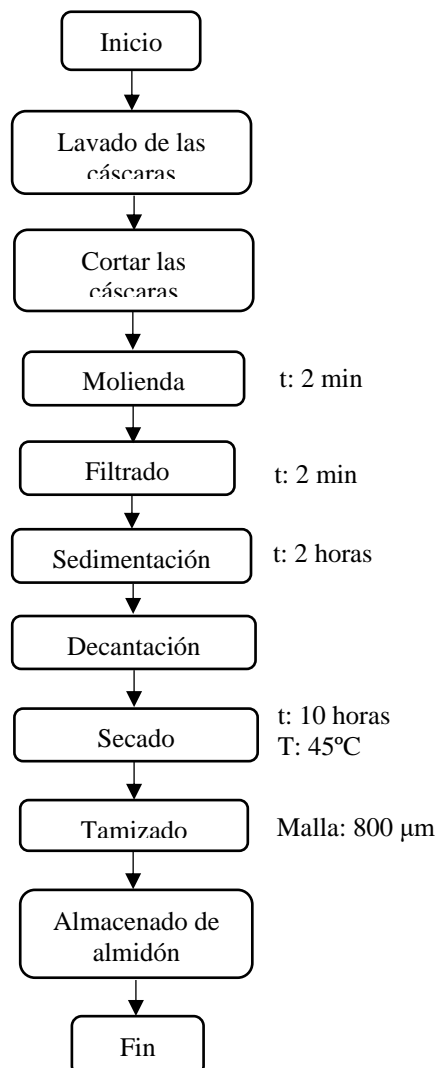 Inicio
Lavado de las
cáscaras
Cortar las
cáscaras
Molienda
t: 2 min
Filtrado
t: 2 min
Sedimentación
t: 2 horas
Decantación
Secado
t: 10 horas
T: 45ºC
Tamizado
Malla: 800 μm
Almacenado de
almidón
Fin